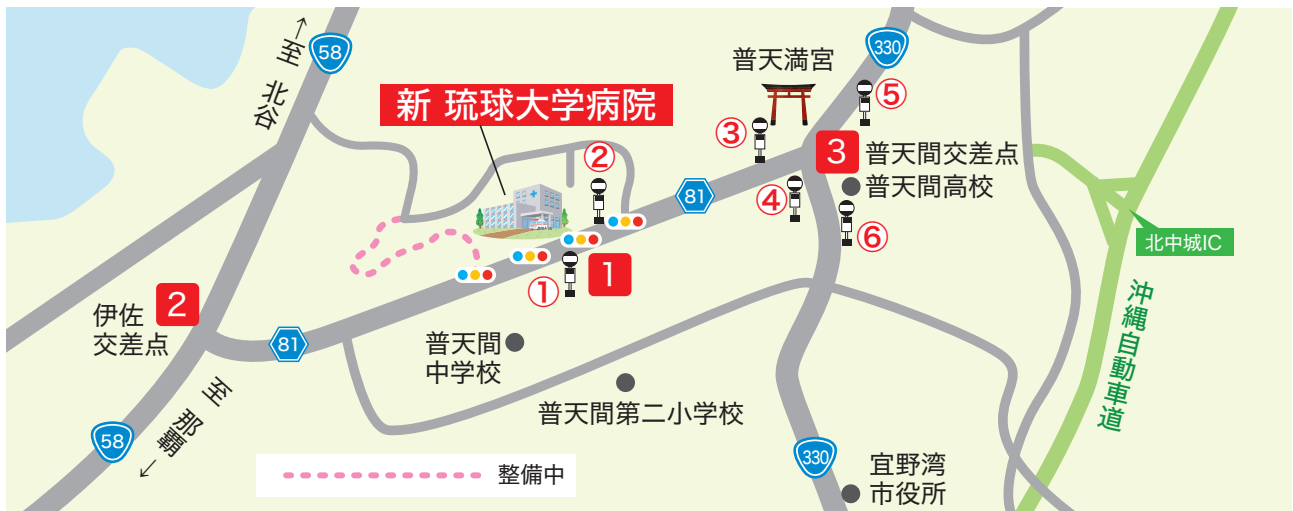 ←至 北谷
58
新 琉球大学病院
②
普天満宮
330
③
⑤
3
普天間交差点
普天間高校
81
④
⑥
北中城IC
沖縄自動車道
①
1
2
伊佐
交差点
81
普天間
中学校
普天間第二小学校
至 那覇→
58
整備中
330
宜野湾
市役所